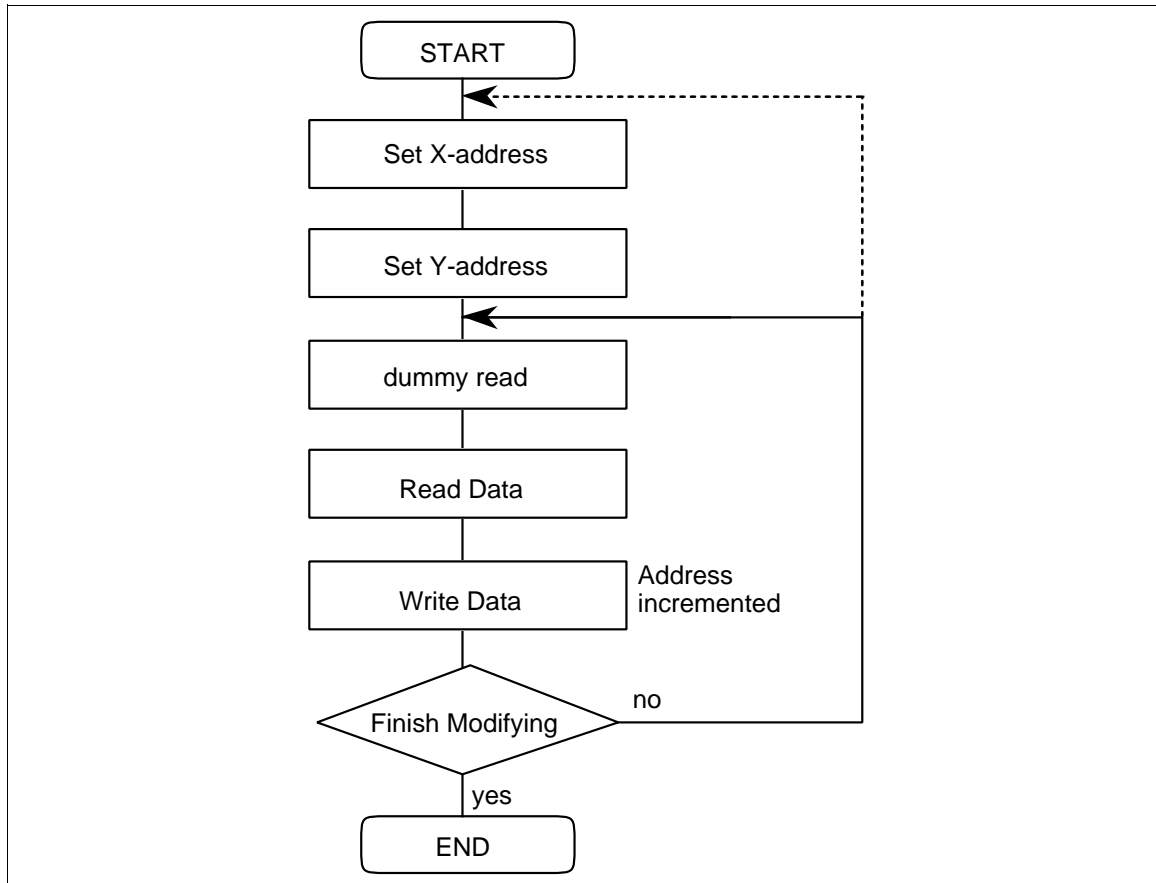 START
Set X-address
Set Y-address
dummy read
Read Data
Write Data
Address
incremented
Finish Modifying
no
yes
END